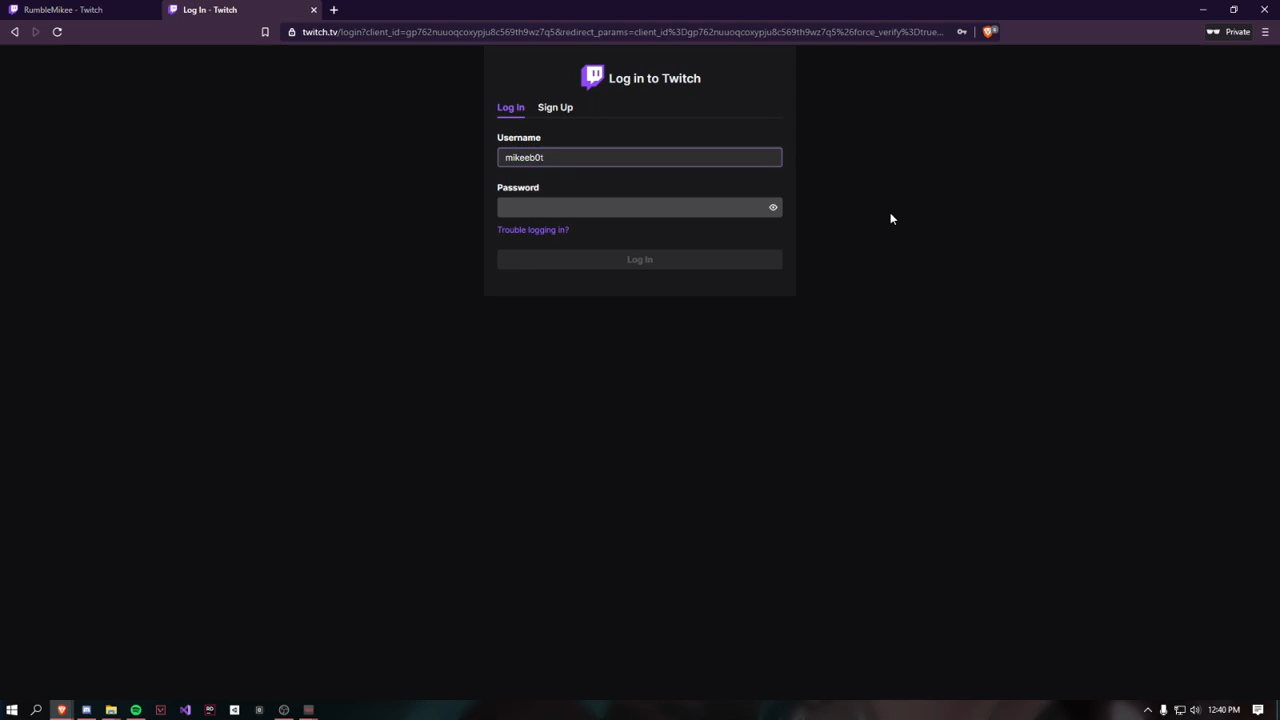 RumbleMikee - Twitch
Log In - Twitch
twitch.tv/login?client_id=gp762nuuoqcoxypju8c569th9wz7q5&redirect_params=client_id%3Dgp762nuuoqcoxypju8c569th9wz7q5%26force_verify%3Dtrue...
Private
Log in to Twitch
Log In
Sign Up
Username
mikeeb0t
Password
Trouble logging in?
Log In
12:40 PM